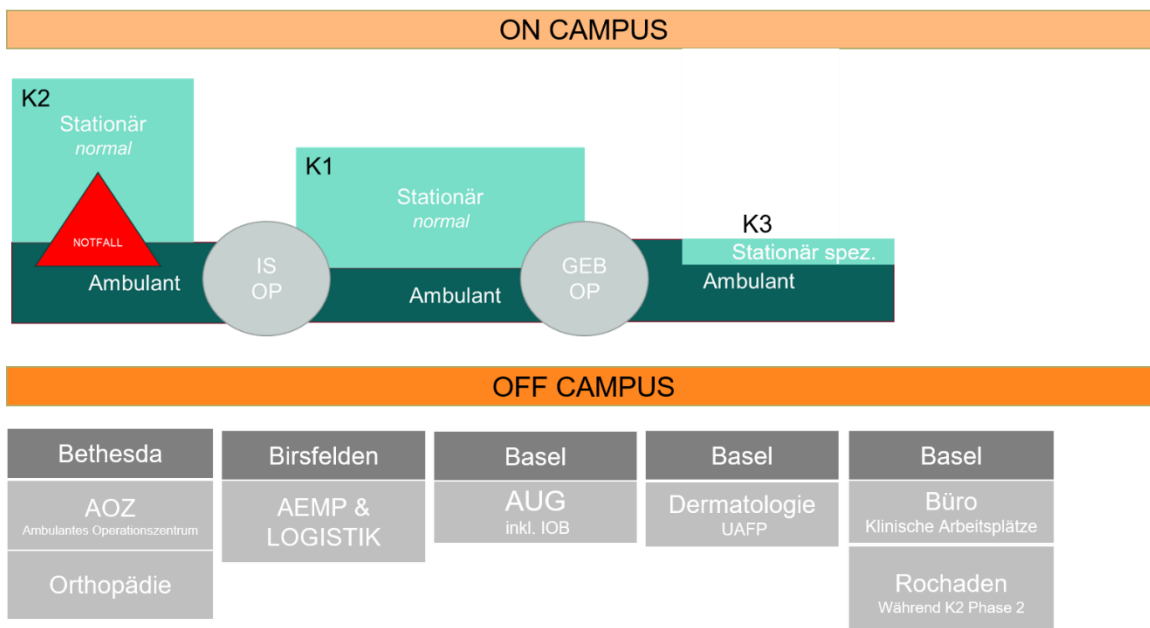 ON CAMPUS
K2
Stationär
normal
NOTFALL
Ambulant
IS
OP
K1
Stationär
normal
Ambulant
GEB
OP
K3
Stationär spez.
Ambulant
OFF CAMPUS
Bethesda
AOZ
Ambulantes Operationszentrum
Orthopädie
Birsfelden
AEMP &
LOGISTIK
Basel
AUG
inkl. IOB
Basel
Dermatologie
UAFP
Basel
Büro
Klinische Arbeitsplätze
Rochaden
Während K2 Phase 2